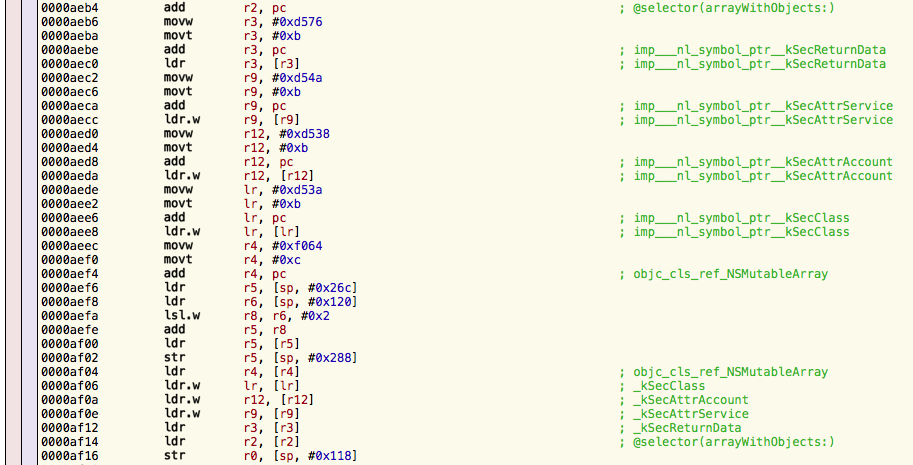 0000aeb4 add r2, pc ; @selector(arrayWithObjects:)
0000aeb6 movw r3, #0xd576
0000aeba movt r3, #0xb
0000aebe add r3, pc ; imp___nl_symbol_ptr__kSecReturnData
0000aec0 ldr r3, [r3] ; imp___nl_symbol_ptr__kSecReturnData
0000aec2 movw r9, #0xd54a
0000aec6 movt r9, #0xb
0000aeca add r9, pc ; imp___nl_symbol_ptr__kSecAttrService
0000aecc ldr.w r9, [r9] ; imp___nl_symbol_ptr__kSecAttrService
0000aed0 movw r12, #0xd538
0000aed4 movt r12, #0xb
0000aed8 add r12, pc ; imp___nl_symbol_ptr__kSecAttrAccount
0000aeda ldr.w r12, [r12] ; imp___nl_symbol_ptr__kSecAttrAccount
0000aede movw lr, #0xd53a
0000aee2 movt lr, #0xb
0000aee6 add lr, pc ; imp___nl_symbol_ptr__kSecClass
0000aee8 ldr.w lr, [lr] ; imp___nl_symbol_ptr__kSecClass
0000aeec movw r4, #0xf064
0000aef0 movt r4, #0xc
0000aef4 add r4, pc ; objc_cls_ref_NSMutableArray
0000aef6 ldr r5, [sp, #0x26c]
0000aef8 ldr r6, [sp, #0x120]
0000aefa lsl.w r8, r6, #0x2
0000aefe add r5, r8
0000af00 ldr r5, [r5]
0000af02 str r5, [sp, #0x288]
0000af04 ldr r4, [r4] ; objc_cls_ref_NSMutableArray
0000af06 ldr.w lr, [lr] ; _kSecClass
0000af0a ldr.w r12, [r12] ; _kSecAttrAccount
0000af0e ldr.w r9, [r9] ; _kSecAttrService
0000af12 ldr r3, [r3] ; _kSecReturnData
0000af14 ldr r2, [r2] ; @selector(arrayWithObjects:)
0000af16 str r0, [sp, #0x118]